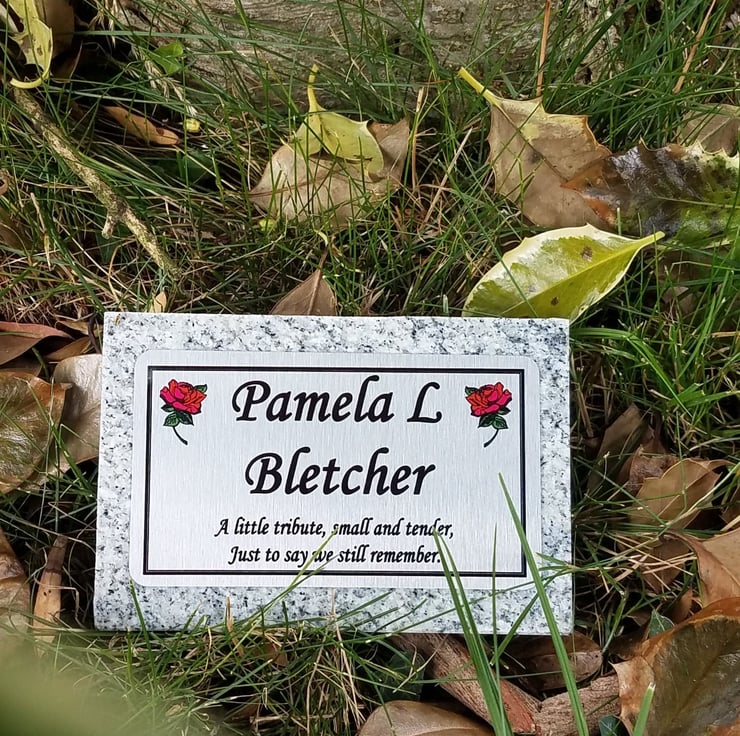 Pamela L
Bletcher
A little tribute, small and tender,
Just to say we still remember.